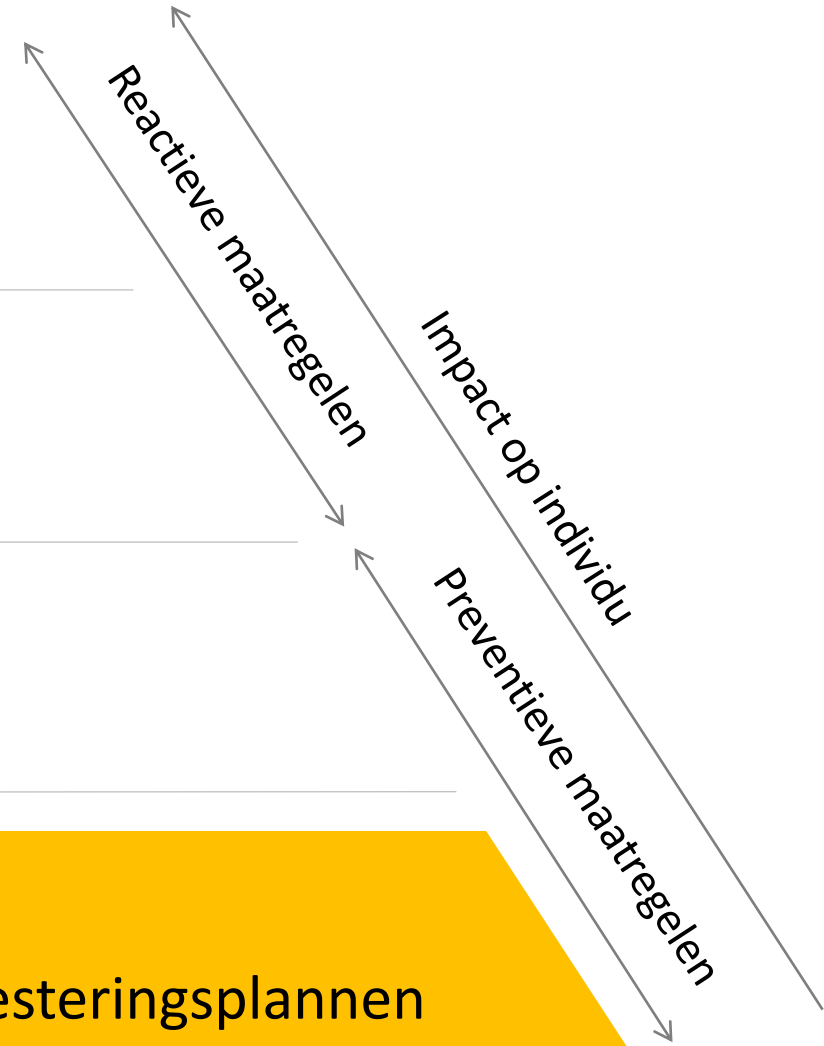 Reactieve maatregelen
Impact op individu
Preventieve maatregelen
esteringsplannen